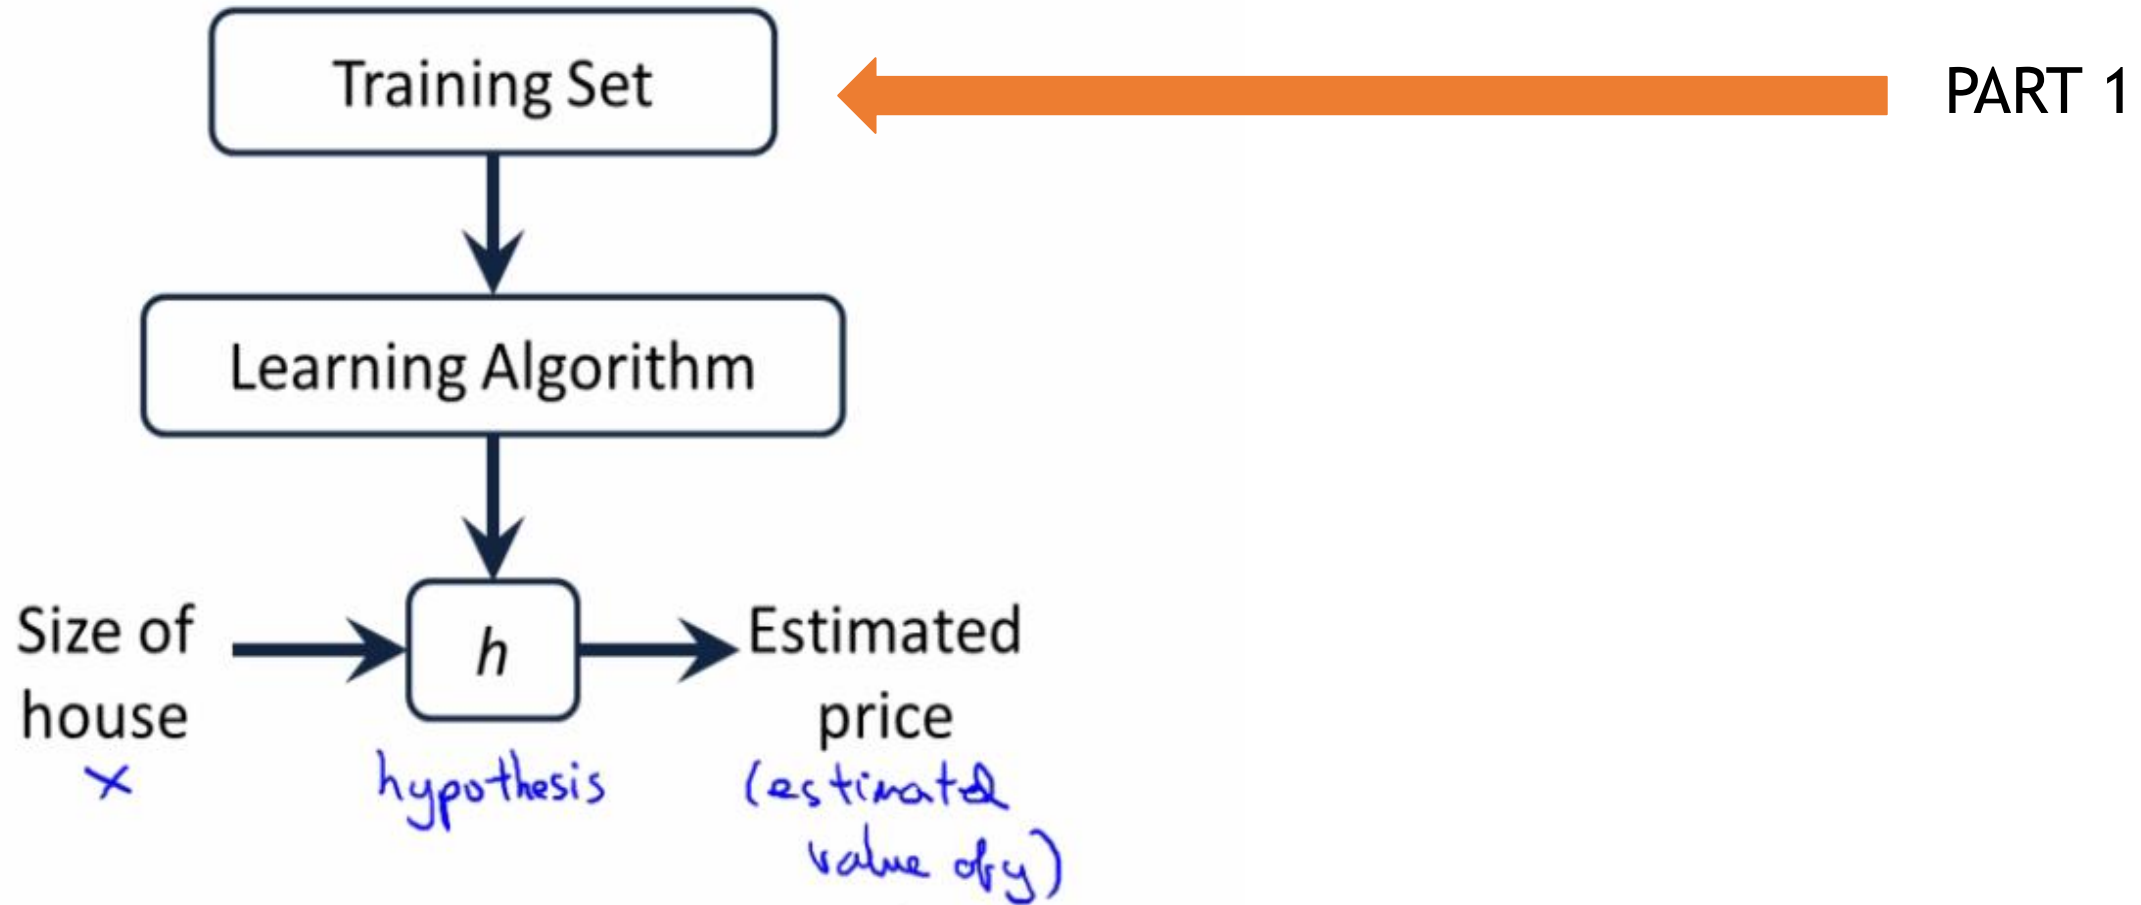 Training Set
PART 1
Learning Algorithm
Size of
house
x
h
hypothesis
Estimated
price
(estimated
value of y)